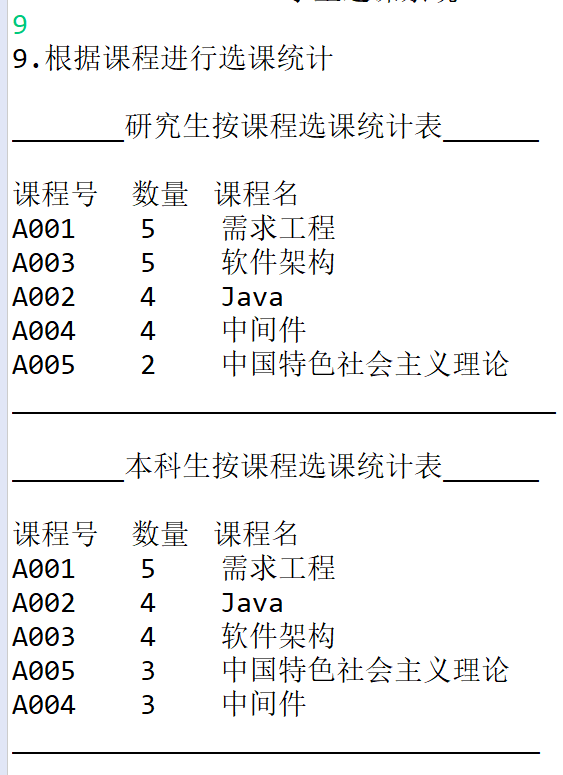 9
9.根据课程进行选课统计
________研究生按课程选课统计表_______
课程号 数量 课程名
A001 5 需求工程
A003 5 软件架构
A002 4 Java
A004 4 中间件
A005 2 中国特色社会主义理论
________本科生按课程选课统计表_______
课程号 数量 课程名
A001 5 需求工程
A002 4 Java
A003 4 软件架构
A005 3 中国特色社会主义理论
A004 3 中间件